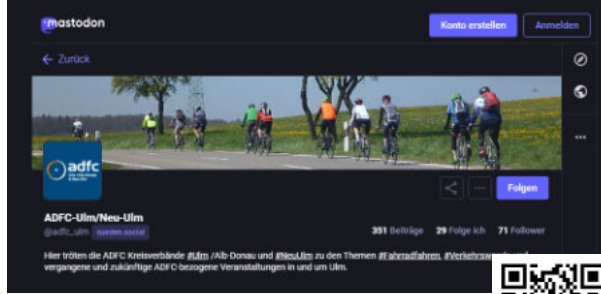 mastodon
Konto erstellen
Anmelden
← Zurück
adfc
Folgen
ADFC-Ulm/Neu-Ulm
@adfc_ulm sueden.social
351 Beiträge 29 Folge ich 71 Follower
Hier tröten die ADFC Kreisverbände #Ulm /Alb-Donau und #NeuUlm zu den Themen #Fahrradfahren, und
vergangene und zukünftige ADFC-bezogene Veranstaltungen in und um Ulm.